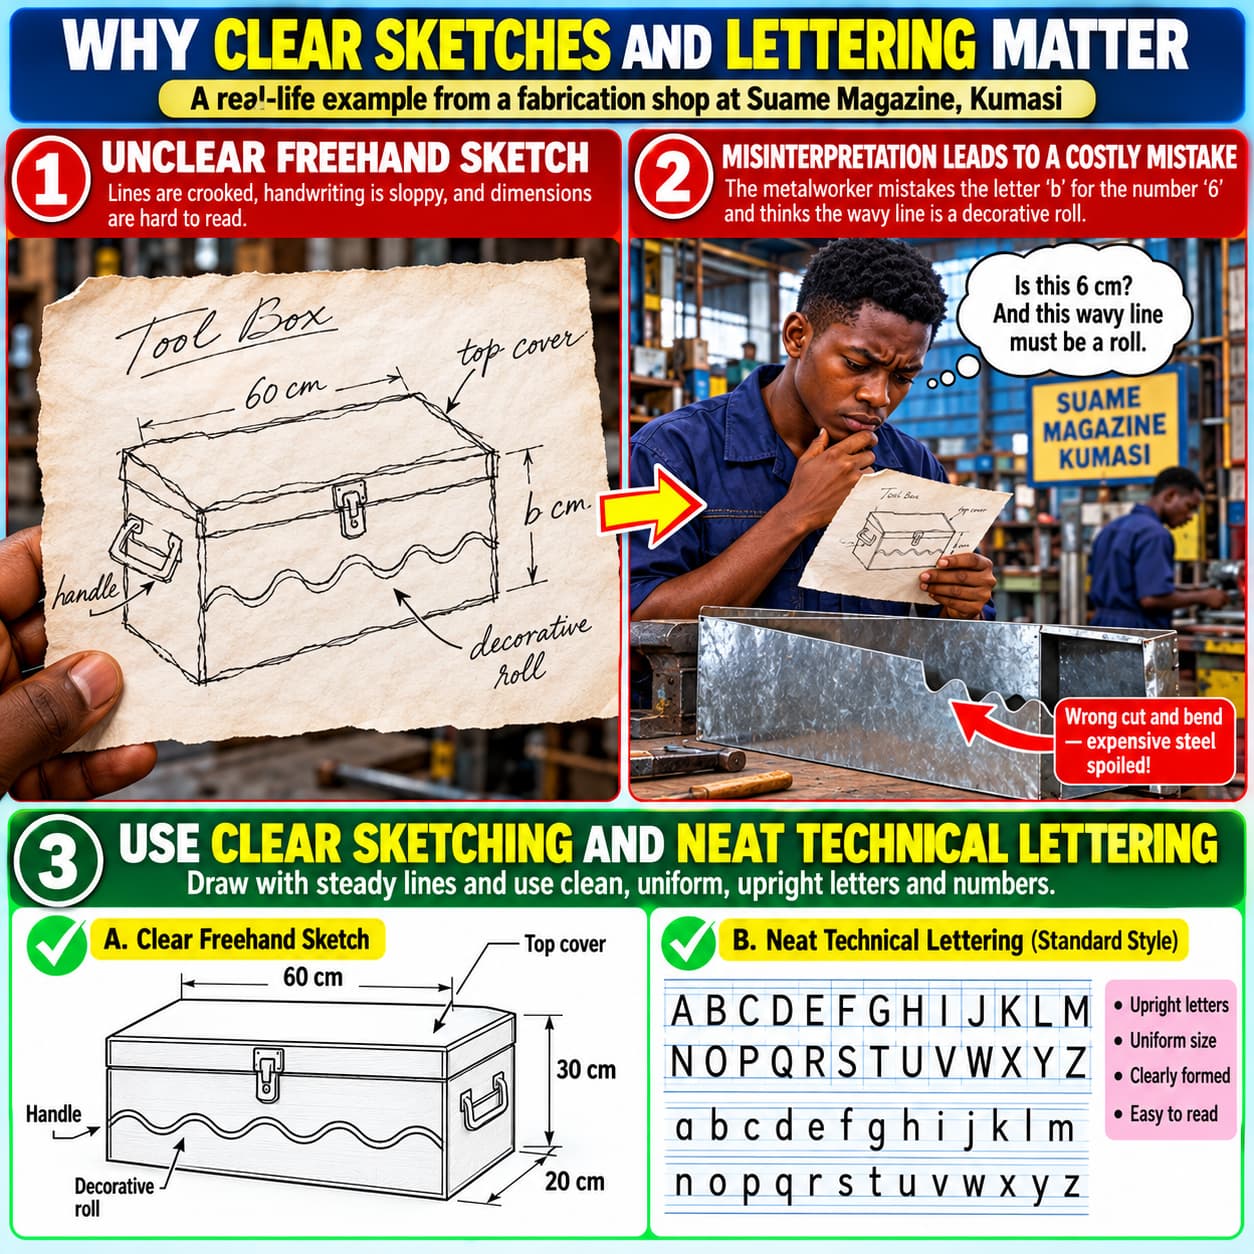 WHY CLEAR SKETCHES AND LETTERING MATTER
A real-life example from a fabrication shop at Suame Magazine, Kumasi
1
UNCLEAR FREEHAND SKETCH
Lines are crooked, handwriting is sloppy, and dimensions
are hard to read.
Tool Box
60 cm
top cover
b cm
handle
decorative
roll
2
MISINTERPRETATION LEADS TO A COSTLY MISTAKE
The metalworker mistakes the letter ‘b’ for the number ‘6’
and thinks the wavy line is a decorative roll.
Is this 6 cm?
And this wavy line
must be a roll.
SUAME
MAGAZINE
KUMASI
Tool Box
top cover
Wrong cut and bend
— expensive steel
spoiled!
3
USE CLEAR SKETCHING AND NEAT TECHNICAL LETTERING
Draw with steady lines and use clean, uniform, upright letters and numbers.
A. Clear Freehand Sketch
Top cover
60 cm
30 cm
Handle
20 cm
Decorative
roll
B. Neat Technical Lettering (Standard Style)
A B C D E F G H I J K L M
N O P Q R S T U V W X Y Z
a b c d e f g h i j k l m
n o p q r s t u v w x y z
• Upright letters
• Uniform size
• Clearly formed
• Easy to read